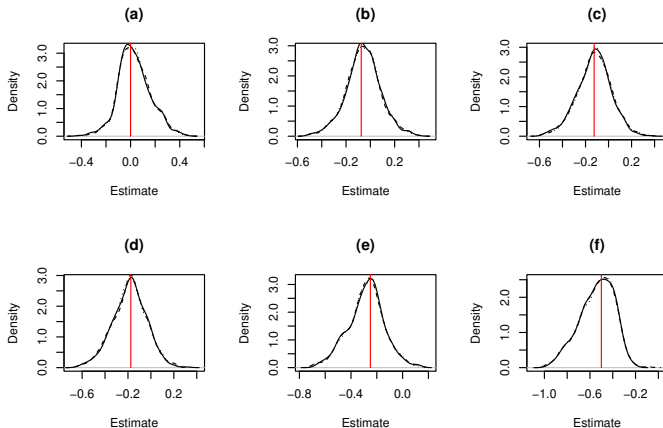 (a)
Density
0.0 1.0 2.0 3.0
−0.4 0.0 0.4
Estimate
(b)
Density
0.0 1.0 2.0 3.0
−0.6 −0.2 0.2
Estimate
(c)
Density
0.0 1.0 2.0 3.0
−0.6 −0.2 0.2
Estimate
(d)
Density
0.0 1.0 2.0 3.0
−0.6 −0.2 0.2
Estimate
(e)
Density
0.0 1.0 2.0 3.0
−0.8 −0.4 0.0
Estimate
(f)
Density
0.0 1.0 2.0
−1.0 −0.6 −0.2
Estimate